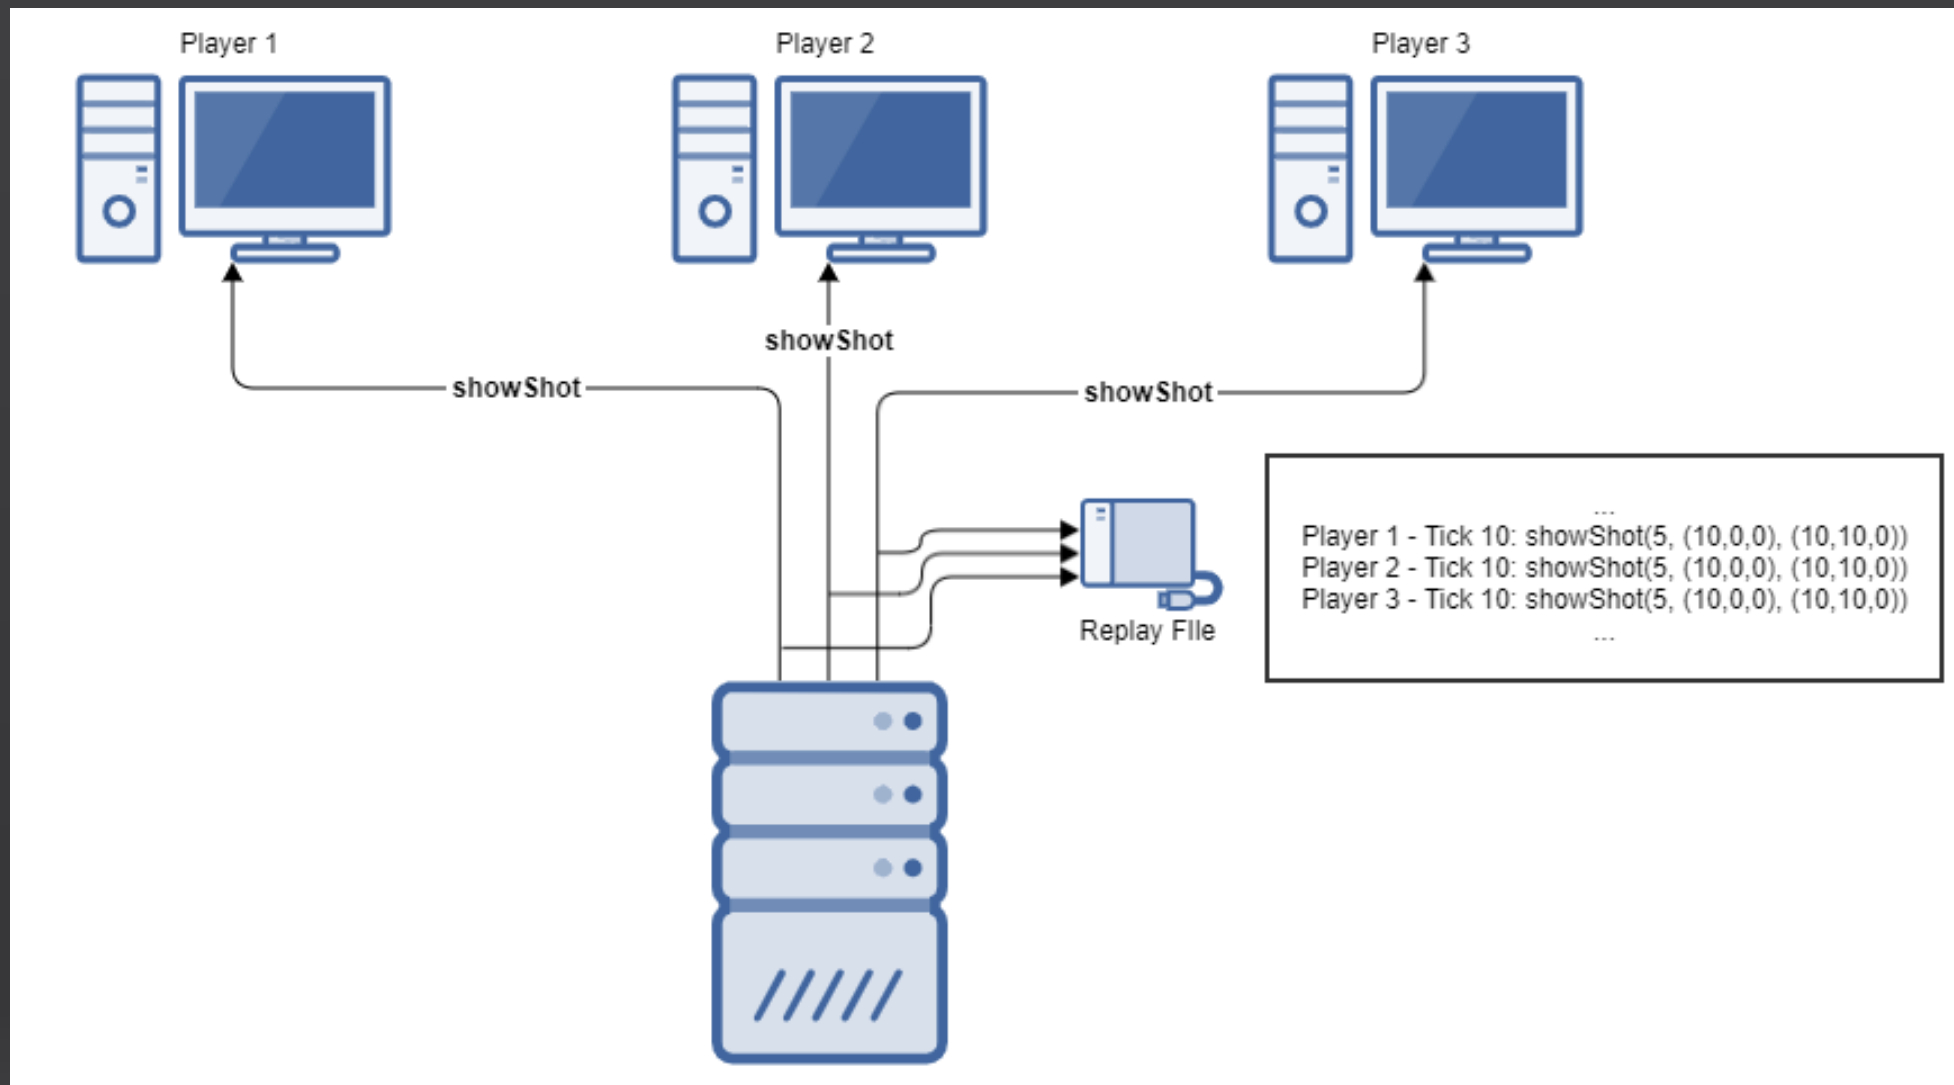 Player 1
Player 2
Player 3
showShot
showShot
showShot
...
Player 1 - Tick 10: showShot(5, (10,0,0), (10,10,0))
Player 2 - Tick 10: showShot(5, (10,0,0), (10,10,0))
Player 3 - Tick 10: showShot(5, (10,0,0), (10,10,0))
...
Replay FIle